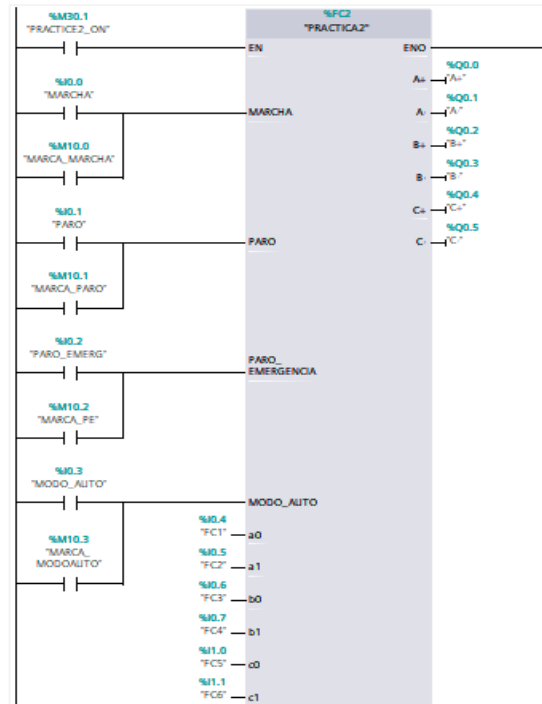 %M30.1
"PRACTICE2_ON"
%FC2
"PRACTICA2"
EN
ENO
%I0.0
"MARCHA"
MARCHA
%M10.0
"MARCA_MARCHA"
%I0.1
"PARO"
PARO
%M10.1
"MARCA_PARO"
%I0.2
"PARO_EMERG"
PARO_
EMERGENCIA
%M10.2
"MARCA_PE"
%I0.3
"MODO_AUTO"
MODO_AUTO
%M10.3
"MARCA_
MODOAUTO"
%I0.4
"FC1"
a0
%I0.5
"FC2"
a1
%I0.6
"FC3"
b0
%I0.7
"FC4"
b1
%I1.0
"FC5"
c0
%I1.1
"FC6"
c1
A+
%Q0.0
"A+"
A-
%Q0.1
"A-"
B+
%Q0.2
"B+"
B-
%Q0.3
"B-"
C+
%Q0.4
"C+"
C-
%Q0.5
"C-"